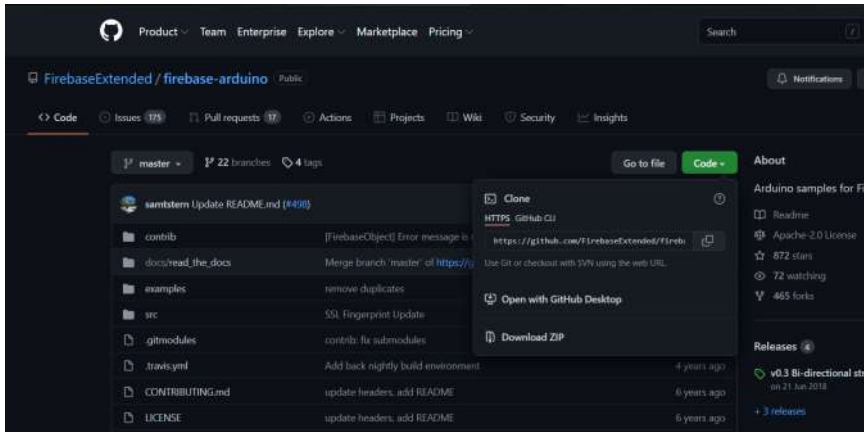 Product Team Enterprise Explore Marketplace Pricing Search /
FirebaseExtended / firebase-arduino Public Notifications
<> Code Issues 175 Pull requests 17 Actions Projects Wiki Security Insights
master 22 branches 4 tags Go to file Code
samtstern Update README.md (#498)
contrib [FirebaseObject] Error message is
docs/read_the_docs Merge branch 'master' of https://g
examples remove duplicates
src SSL Fingerprint Update
.gitmodules contrib: fix submodules
.travis.yml Add back nightly build environment 4 years ago
CONTRIBUTING.md update headers, add README 6 years ago
LICENSE update headers, add README 6 years ago
Clone
HTTPS GitHub CLI
https://github.com/FirebaseExtended/fireb
Use Git or checkout with SVN using the web URL.
Open with GitHub Desktop
Download ZIP
About
Arduino samples for Fi
Readme
Apache-2.0 License
872 stars
72 watching
465 forks
Releases 4
v0.3 Bi-directional str
on 21 Jun 2018
+ 3 releases